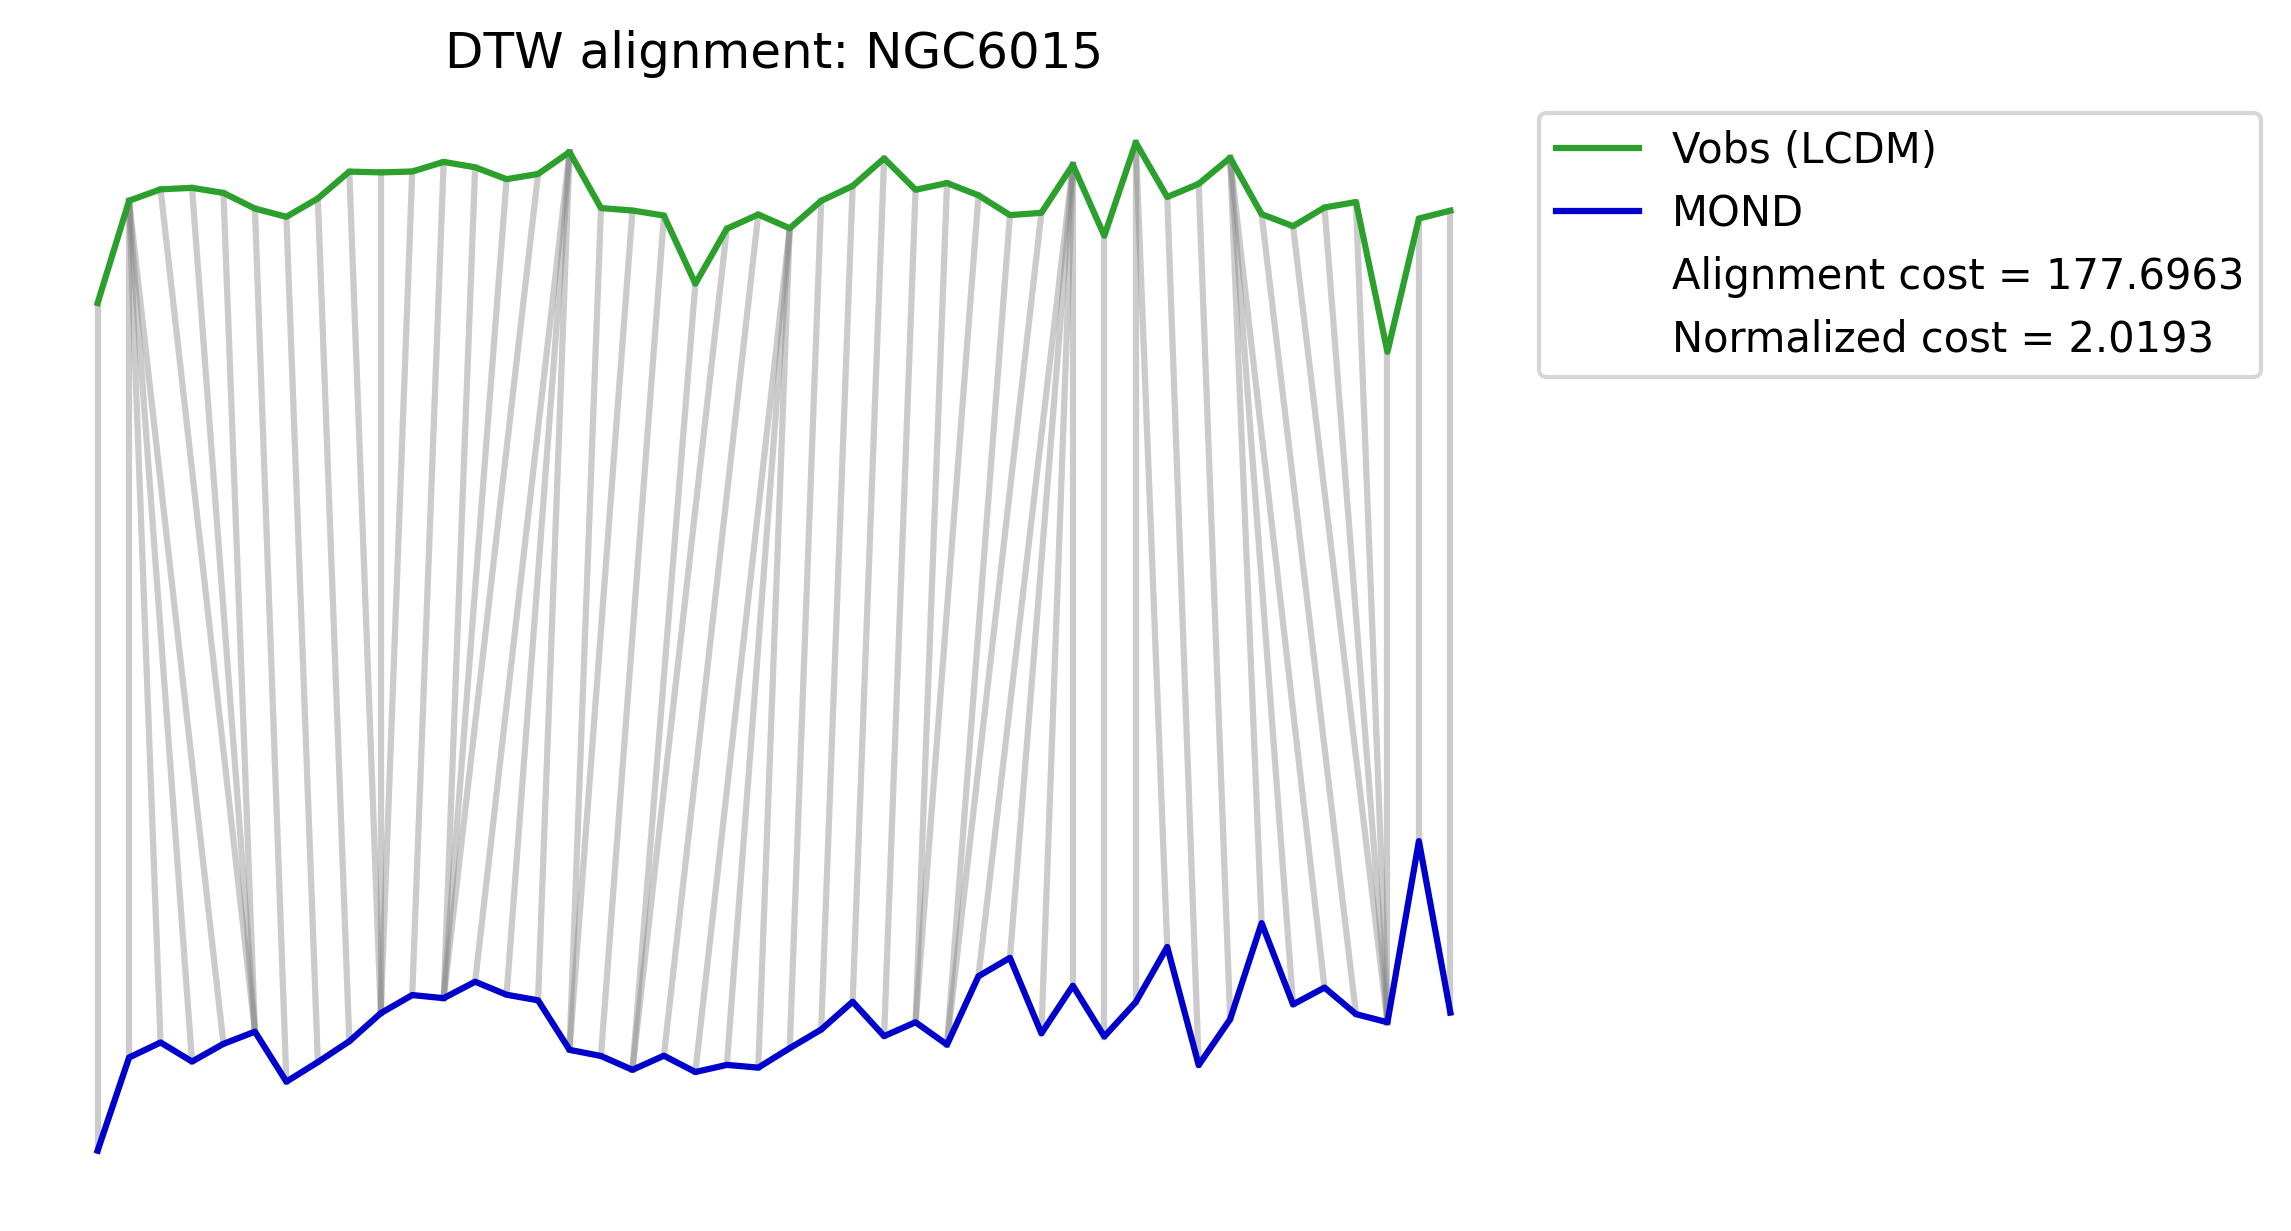 DTW alignment: NGC6015
Vobs (LCDM)
MOND
Alignment cost = 177.6963
Normalized cost = 2.0193